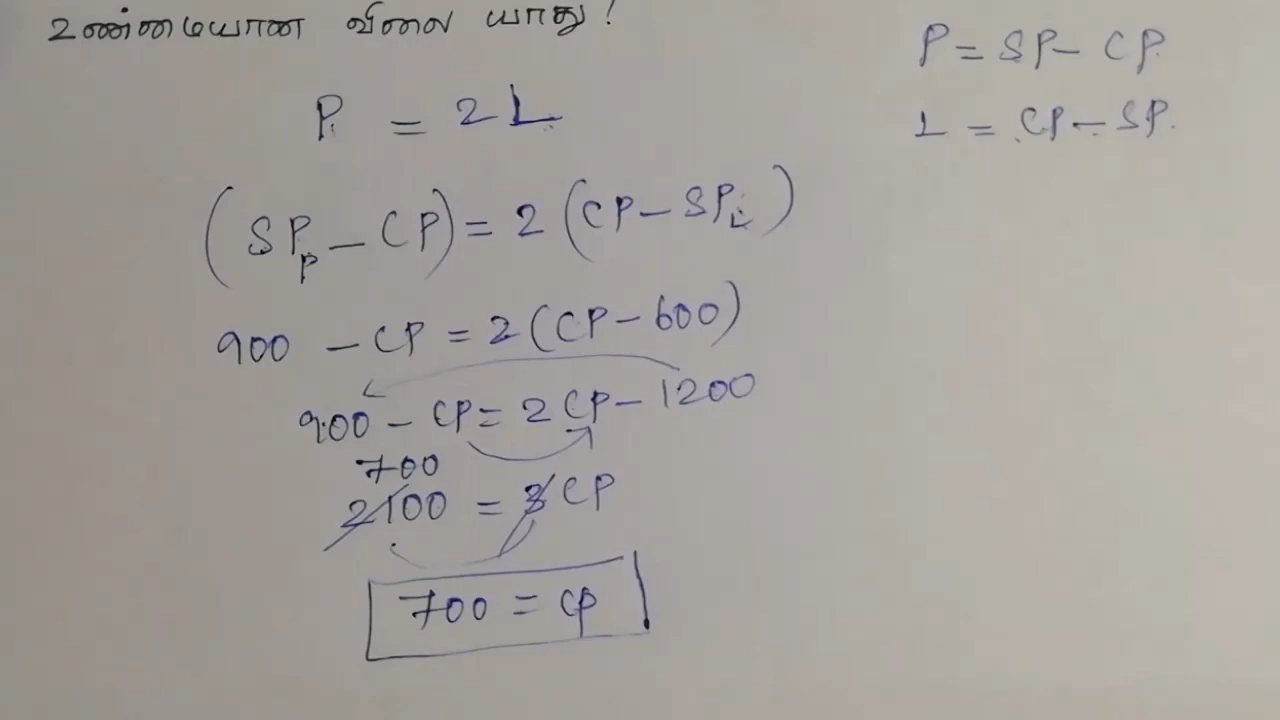 உண்மையான விலை யாது?
P = 2L
(SPp – CP) = 2(CP – SPL)
900 – CP = 2(CP – 600)
900 – CP = 2CP – 1200
700
2100 = 3CP
700 = CP
P = SP – CP.
L = CP – SP.